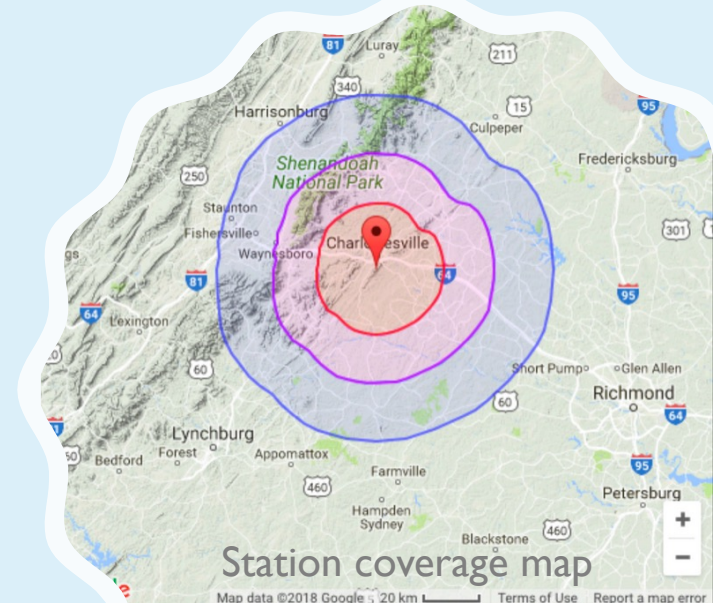 81
Luray
211
340
15
95
Harrisonburg
Culpeper
Fredericksburg
Shenandoah
National Park
250
Staunton
301
Fishersville
Charlottesville
Waynesboro
gs
81
64
95
64
Lexington
60
Short Pump
Glen Allen
Richmond
60
64
Lynchburg
Bedford
Forest
Appomattox
95
Farmville
460
Petersburg
Hampden
Sydney
460
Blackstone
+
−
Station coverage map
Map data ©2018 Google
20 km
Terms of Use
Report a map error